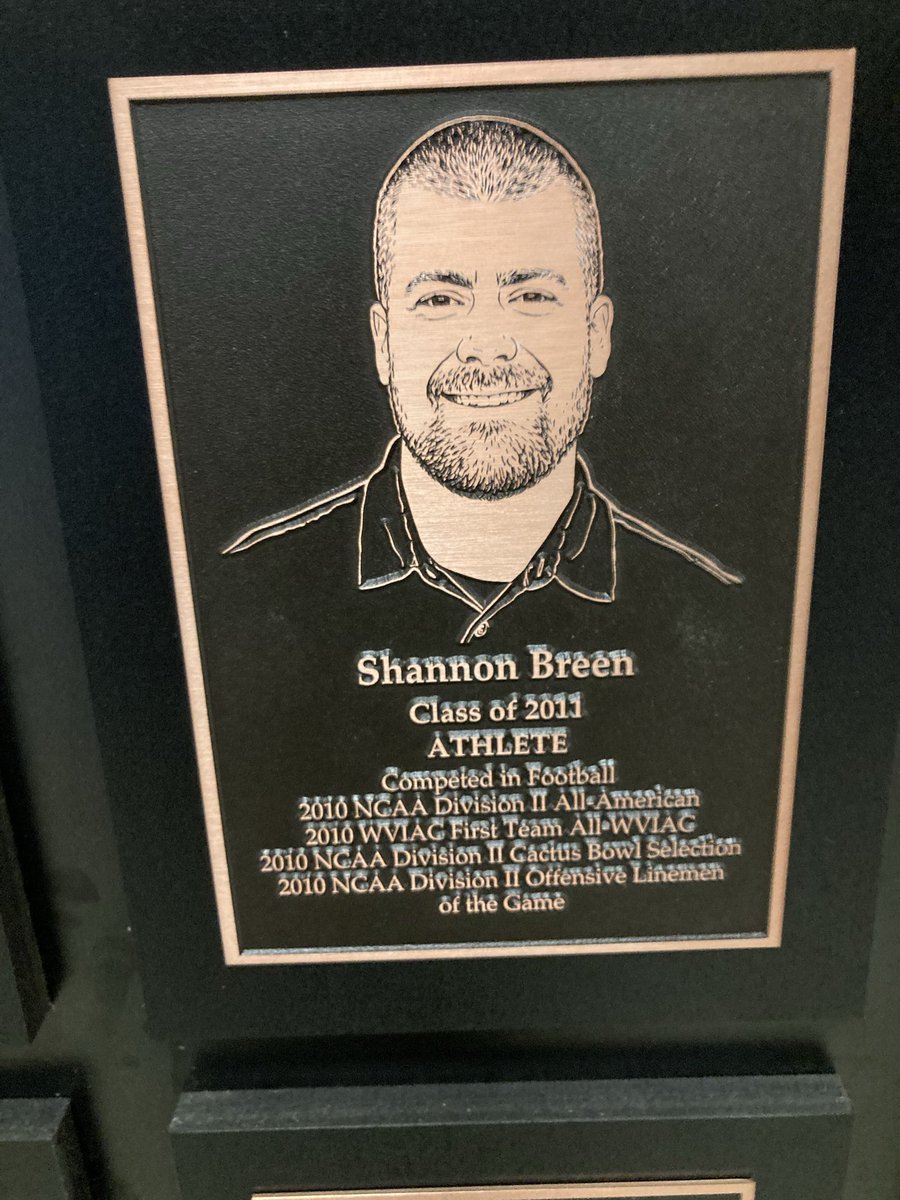 Shannon Breen
Class of 2011
ATHLETE
Competed in Football
2010 NCAA Division II All-American
2010 WVIAC First Team All-WVIAC
2010 NCAA Division II Cactus Bowl Selection
2010 NCAA Division II Offensive Linemen
of the Game